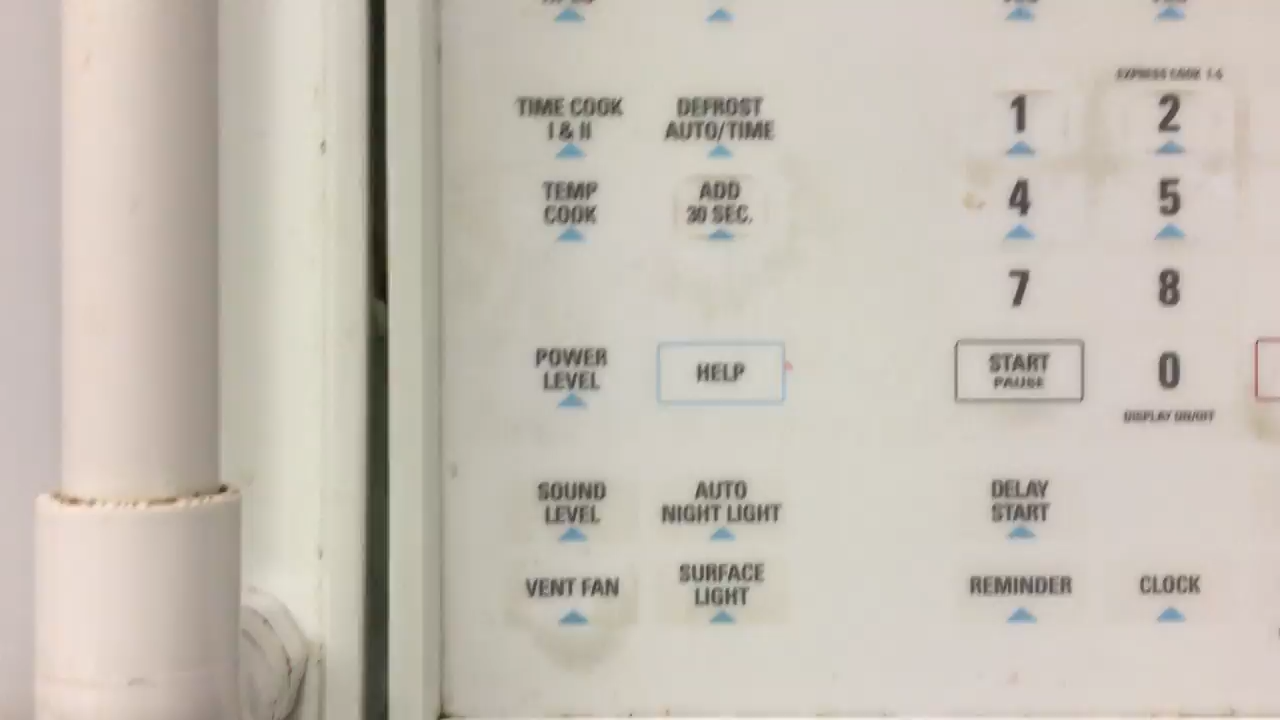 TIME COOK
I & II
DEFROST
AUTO/TIME
EXPRESS COOK 1-5
1
2
TEMP
COOK
ADD
30 SEC.
4
5
7
8
POWER
LEVEL
HELP
START
PAUSE
0
DISPLAY ON/OFF
SOUND
LEVEL
AUTO
NIGHT LIGHT
DELAY
START
VENT FAN
SURFACE
LIGHT
REMINDER
CLOCK